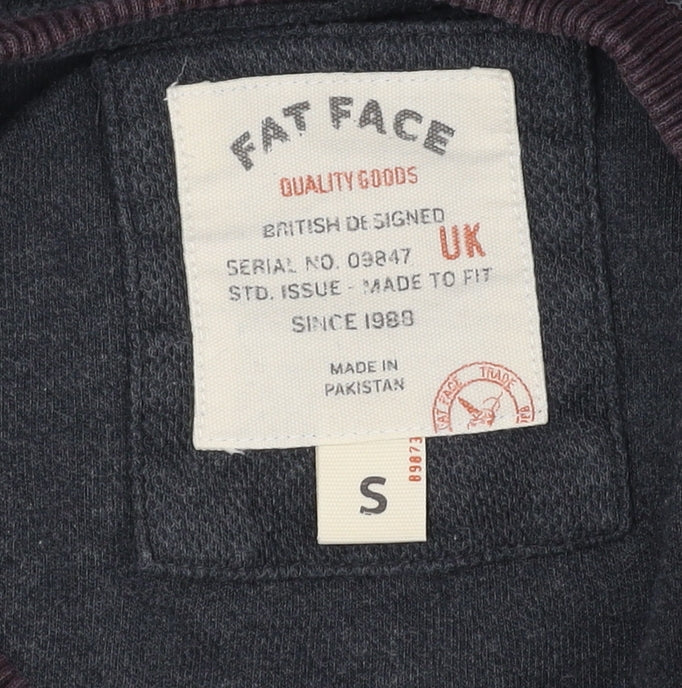 FAT FACE
QUALITY GOODS
BRITISH DESIGNED
UK
SERIAL NO. 09847
STD. ISSUE - MADE TO FIT
SINCE 1988
MADE IN
PAKISTAN
FAT FACE TRADE
S
89873